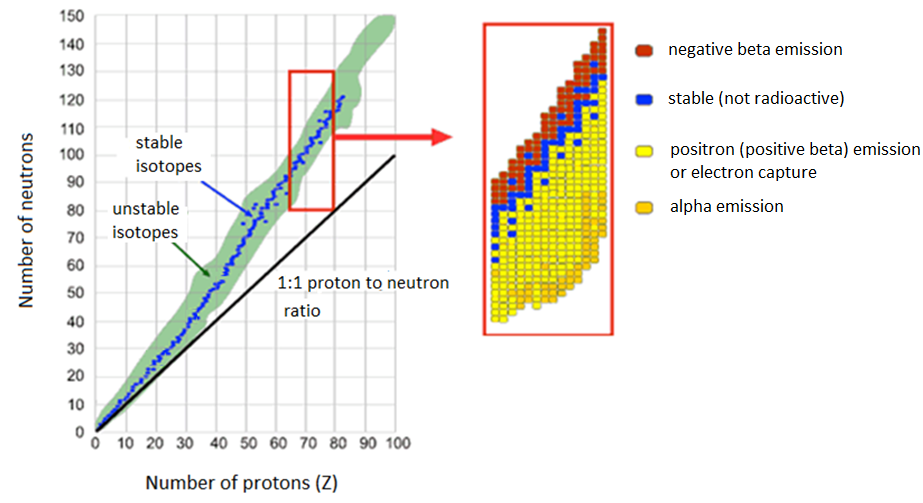 150
140
130
120
110
100
90
80
70
60
50
40
30
20
10
0
Number of neutrons
0 10 20 30 40 50 60 70 80 90 100
Number of protons (Z)
stable
isotopes
unstable
isotopes
1:1 proton to neutron
ratio
negative beta emission
stable (not radioactive)
positron (positive beta) emission
or electron capture
alpha emission